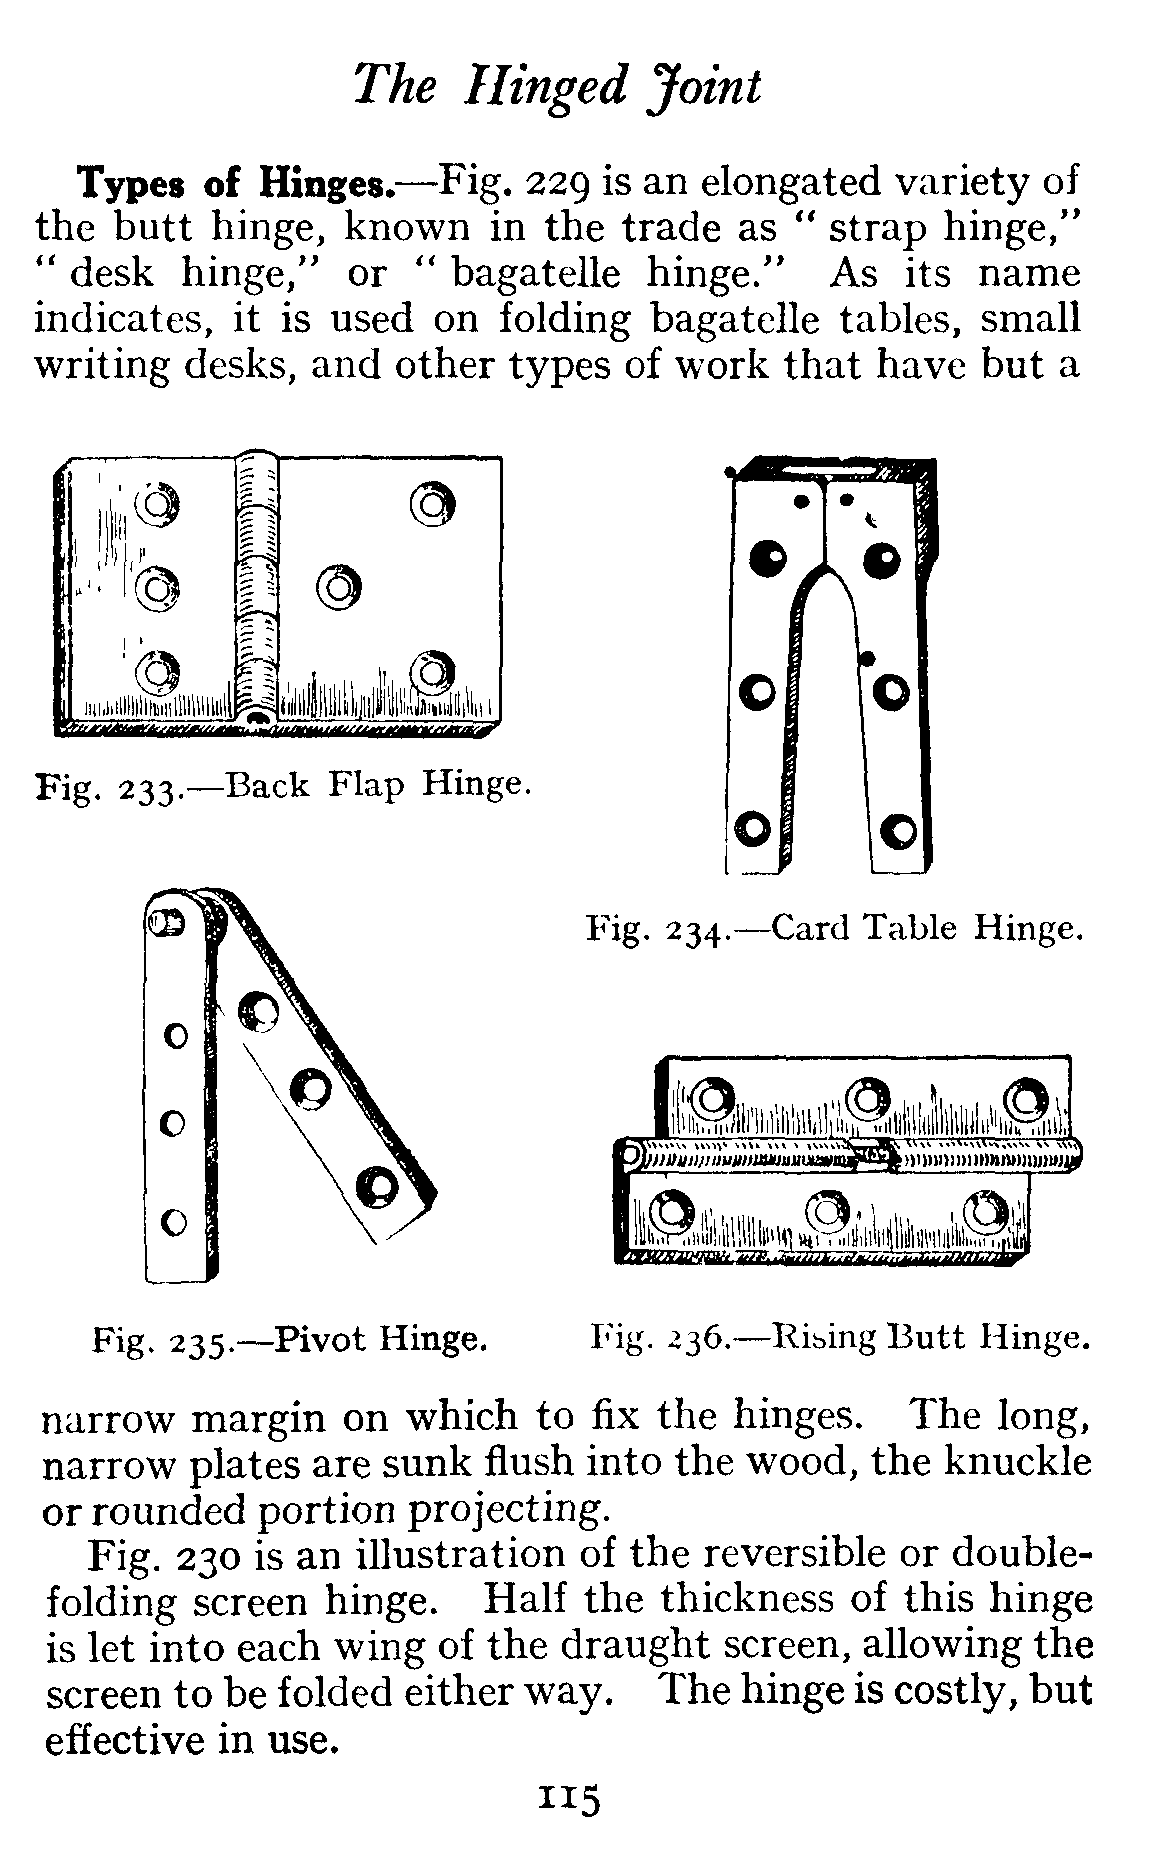 The Hinged Joint
Types of Hinges.—Fig. 229 is an elongated variety of
the butt hinge, known in the trade as “ strap hinge,”
“ desk hinge,” or “ bagatelle hinge.” As its name
indicates, it is used on folding bagatelle tables, small
writing desks, and other types of work that have but a
Fig. 233.—Back Flap Hinge.
Fig. 234.—Card Table Hinge.
Fig. 235.—Pivot Hinge.
Fig. 236.—Rising Butt Hinge.
narrow margin on which to fix the hinges. The long,
narrow plates are sunk flush into the wood, the knuckle
or rounded portion projecting.
Fig. 230 is an illustration of the reversible or double-
folding screen hinge. Half the thickness of this hinge
is let into each wing of the draught screen, allowing the
screen to be folded either way. The hinge is costly, but
effective in use.
115